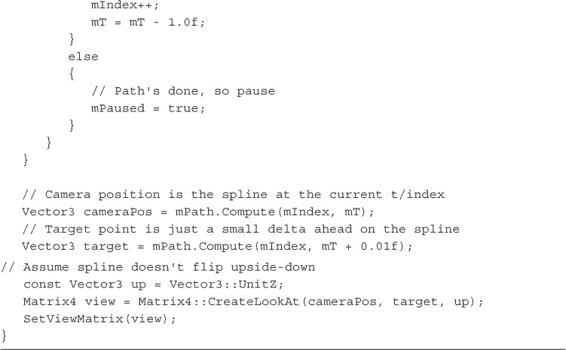 mIndex++;
            mT = mT - 1.0f;
         }
         else
         {
            // Path's done, so pause
            mPaused = true;
         }
      }
   }

   // Camera position is the spline at the current t/index
   Vector3 cameraPos = mPath.Compute(mIndex, mT);
   // Target point is just a small delta ahead on the spline
   Vector3 target = mPath.Compute(mIndex, mT + 0.01f);
// Assume spline doesn't flip upside-down
   const Vector3 up = Vector3::UnitZ;
   Matrix4 view = Matrix4::CreateLookAt(cameraPos, target, up);
   SetViewMatrix(view);
}